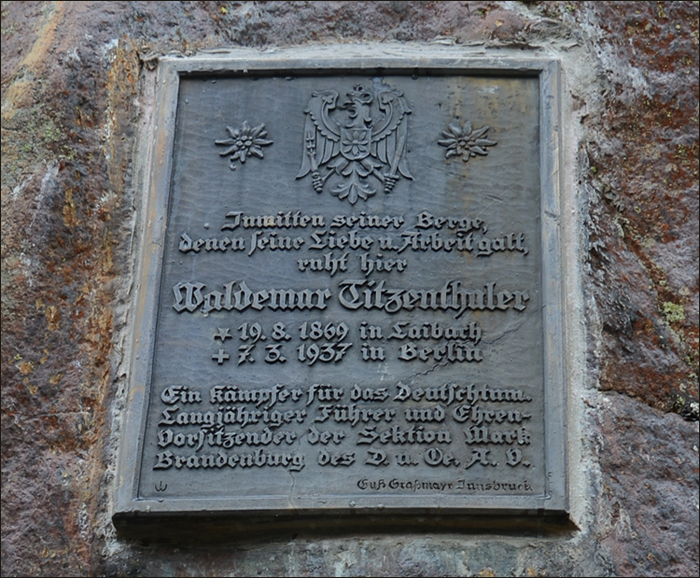 Inmitten seiner Berge,
denen seine Liebe u. Arbeit galt,
ruht hier
Waldemar Titzenthaler
* 19. 8. 1869 in Laibach
+ 7. 3. 1937 in Berlin
Ein Kämpfer für das Deutschtum.
Langjähriger Führer und Ehren-
Vorsitzender der Sektion Mark
Brandenburg des D. u. Oe. A. V.
Guß Graßmayr Innsbruck